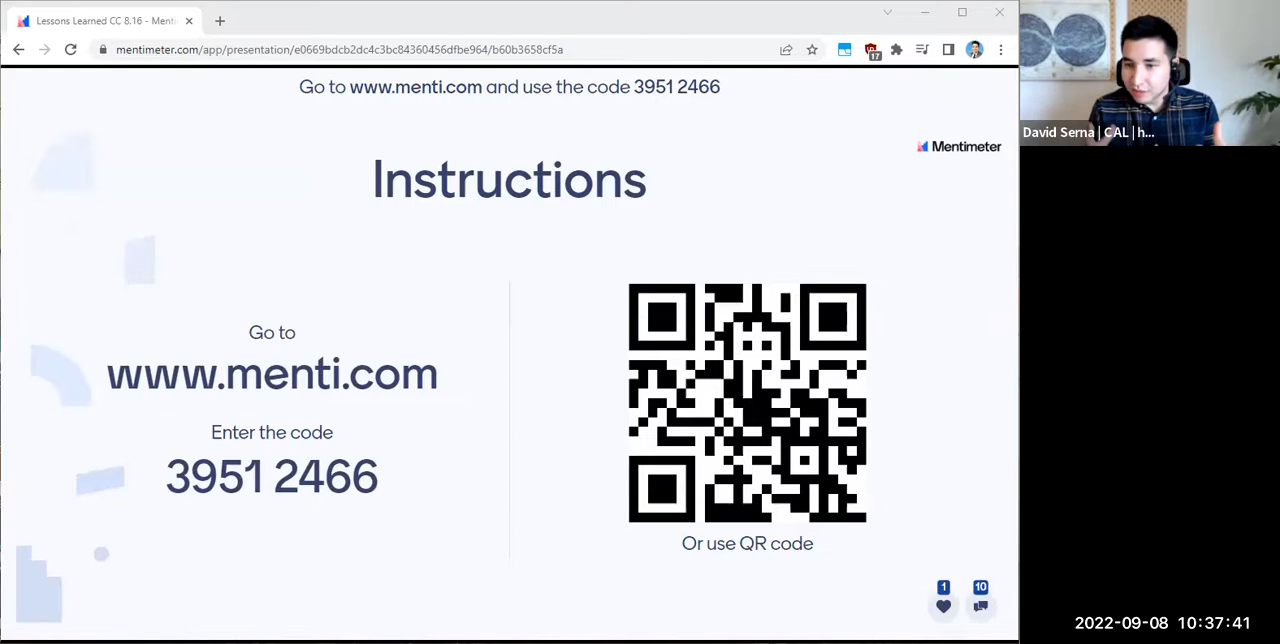 Lessons Learned CC 8.16 - Menti
mentimeter.com/app/presentation/e0669bdcb2dc4c3bc84360456dfbe964/b60b3658cf5a
17
Go to www.menti.com and use the code 3951 2466
Mentimeter
Instructions
Go to
www.menti.com
Enter the code
3951 2466
Or use QR code
1
10
David Serna | CAL | h...
2022-09-08 10:37:41